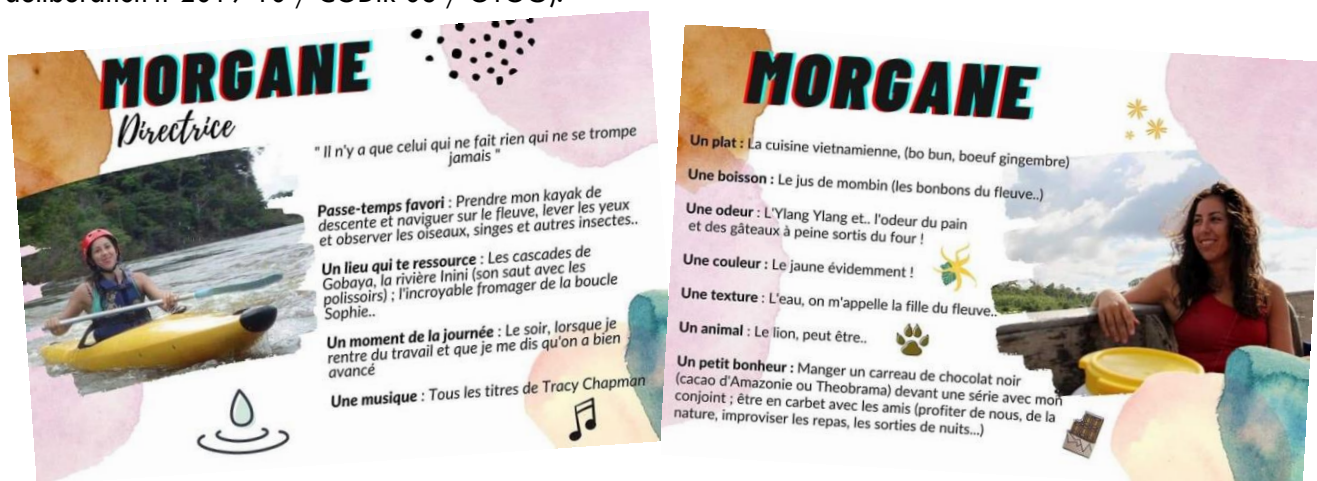 MORGANE
Directrice
" Il n'y a que celui qui ne fait rien qui ne se trompe
jamais "
Passe-temps favori : Prendre mon kayak de
descente et naviguer sur le fleuve, lever les yeux
et observer les oiseaux, singes et autres insectes..
Un lieu qui te ressource : Les cascades de
Gobaya, la rivière Inini (son saut avec les
polissoirs) ; l'incroyable fromager de la boucle
Sophie..
Un moment de la journée : Le soir, lorsque je
rentre du travail et que je me dis qu'on a bien
avancé
Une musique : Tous les titres de Tracy Chapman
MORGANE
Un plat : La cuisine vietnamienne, (bo bun, boeuf gingembre)
Une boisson : Le jus de mombin (les bonbons du fleuve..)
Une odeur : L'Ylang Ylang et.. l'odeur du pain
et des gâteaux à peine sortis du four !
Une couleur : Le jaune évidemment !
Une texture : L'eau, on m'appelle la fille du fleuve..
Un animal : Le lion, peut être..
Un petit bonheur : Manger un carreau de chocolat noir
(cacao d'Amazonie ou Theobrama) devant une série avec mon
conjoint ; être en carbet avec les amis (profiter de nous, de la
nature, improviser les repas, les sorties de nuits...)